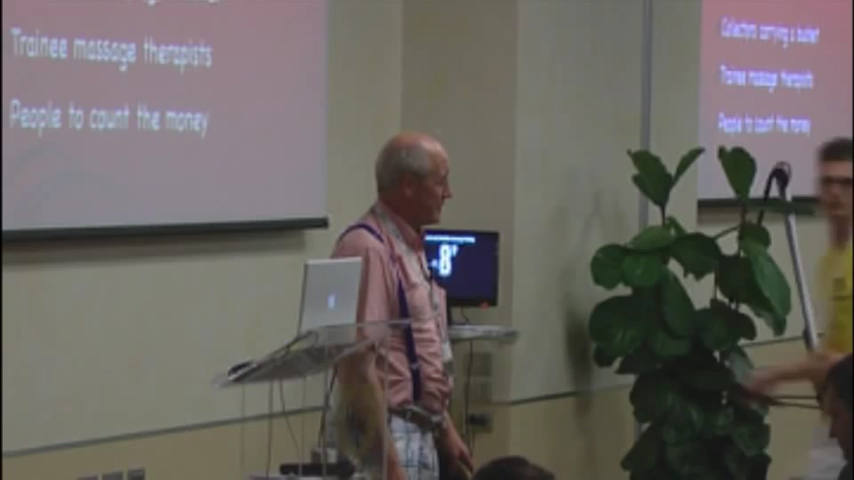 Trainee massage therapists
People to count the money
8'
Collectors carrying a bucket
Trainee massage therapists
People to count the money